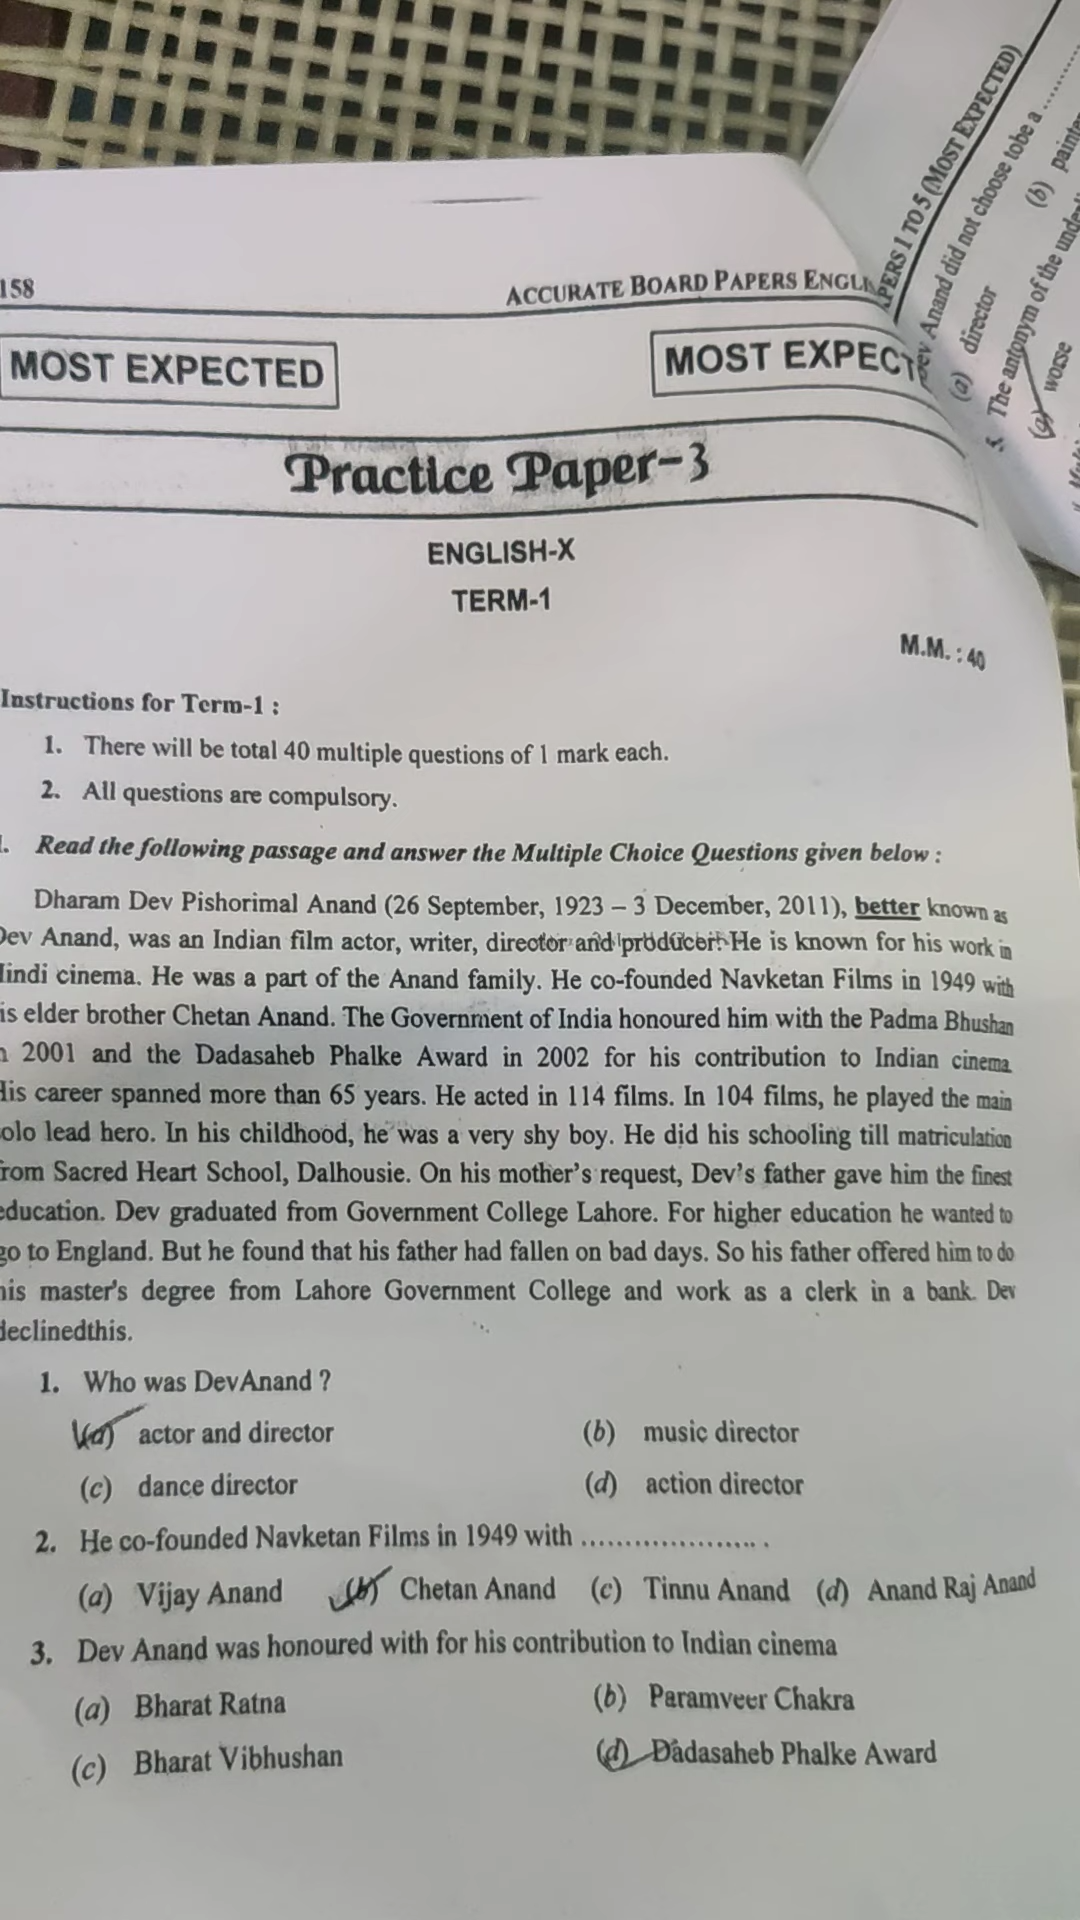 158
ACCURATE BOARD PAPERS
MOST EXPECTED
MOST
Practice Paper-3
ENGLISH-X
TERM-1
M.M. : 40
Instructions for Term-1 :
1. There will be total 40 multiple questions of 1 mark each.
2. All questions are compulsory.
Read the following passage and answer the Multiple Choice Questions given below :
Dharam Dev Pishorimal Anand (26 September, 1923 – 3 December, 2011), better known as
Anand, was an Indian film actor, writer, director and producer. He is known for his work in
cinema. He was a part of the Anand family. He co-founded Navketan Films in 1949 with
elder brother Chetan Anand. The Government of India honoured him with the Padma Bhushan
2001 and the Dadasaheb Phalke Award in 2002 for his contribution to Indian cinema.
career spanned more than 65 years. He acted in 114 films. In 104 films, he played the main
lead hero. In his childhood, he was a very shy boy. He did his schooling till matriculation
Sacred Heart School, Dalhousie. On his mother's request, Dev's father gave him the finest
education. Dev graduated from Government College Lahore. For higher education he wanted to
go to England. But he found that his father had fallen on bad days. So his father offered him to do
his master's degree from Lahore Government College and work as a clerk in a bank. Dev
declinedthis.
1. Who was DevAnand ?
(a) actor and director
(b) music director
(c) dance director
(d) action director
2. He co-founded Navketan Films in 1949 with .....................
(a) Vijay Anand (b) Chetan Anand (c) Tinnu Anand (d) Anand Raj Anand
3. Dev Anand was honoured with for his contribution to Indian cinema
(a) Bharat Ratna
(b) Paramveer Chakra
(c) Bharat Vibhushan
(d) Dadasaheb Phalke Award
1 TO 5 (MOST EXPECTED)
Anand did not choose tobe a ..........
(a) director
(b)
5. The antonym of the
(a) worse